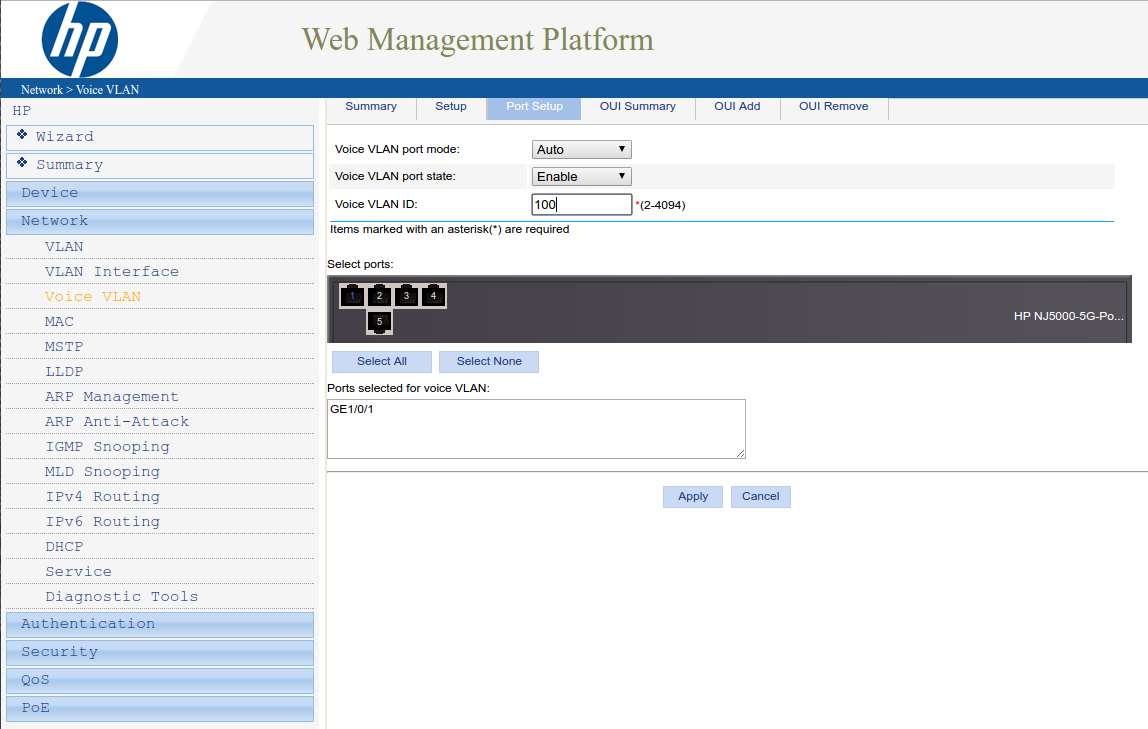 hp
Web Management Platform
Network > Voice VLAN
HP
Wizard
Summary
Device
Network
VLAN
VLAN Interface
Voice VLAN
MAC
MSTP
LLDP
ARP Management
ARP Anti-Attack
IGMP Snooping
MLD Snooping
IPv4 Routing
IPv6 Routing
DHCP
Service
Diagnostic Tools
Authentication
Security
QoS
PoE
Summary Setup Port Setup OUI Summary OUI Add OUI Remove
Voice VLAN port mode: Auto
Voice VLAN port state: Enable
Voice VLAN ID: 100 *(2-4094)
Items marked with an asterisk(*) are required
Select ports:
1 2 3 4
5
HP NJ5000-5G-Po...
Select All Select None
Ports selected for voice VLAN:
GE1/0/1
Apply Cancel